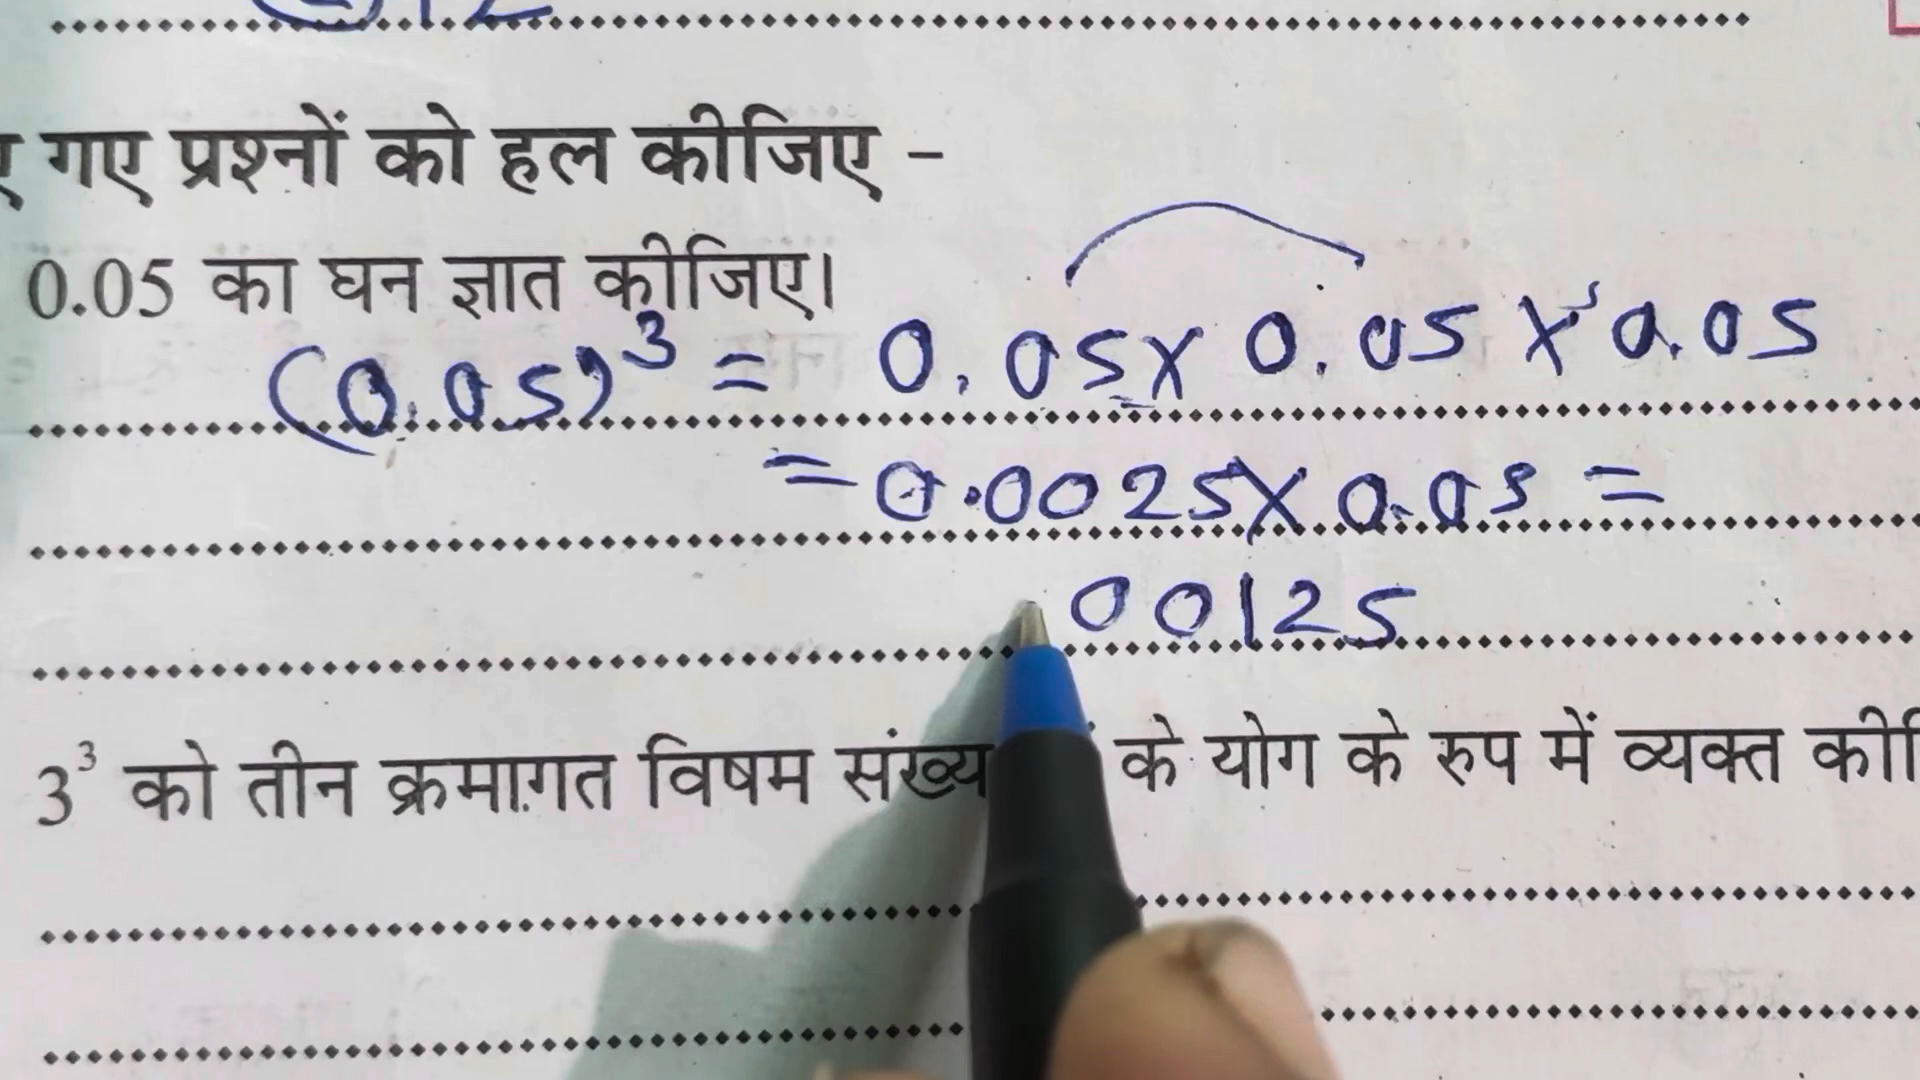 गए प्रश्नों को हल कीजिए -
0.05 का घन ज्ञात कीजिए।
(0.05)³ = 0.05 x 0.05 x 0.05
= 0.0025 x 0.05 =
00125
3³ को तीन क्रमागत विषम के योग के रुप में व्यक्त